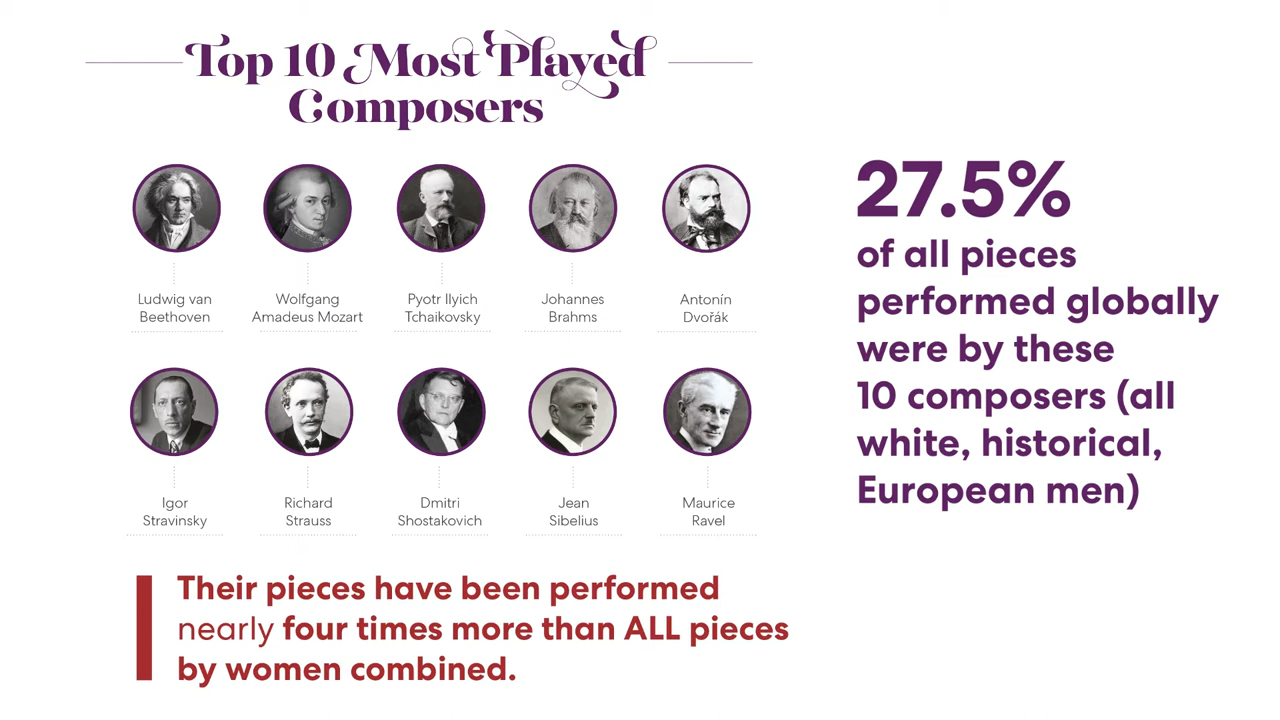 Top 10 Most Played
Composers
Ludwig van
Beethoven
Wolfgang
Amadeus Mozart
Pyotr Ilyich
Tchaikovsky
Johannes
Brahms
Antonín
Dvořák
Igor
Stravinsky
Richard
Strauss
Dmitri
Shostakovich
Jean
Sibelius
Maurice
Ravel
Their pieces have been performed
nearly four times more than ALL pieces
by women combined.
27.5%
of all pieces
performed globally
were by these
10 composers (all
white, historical,
European men)